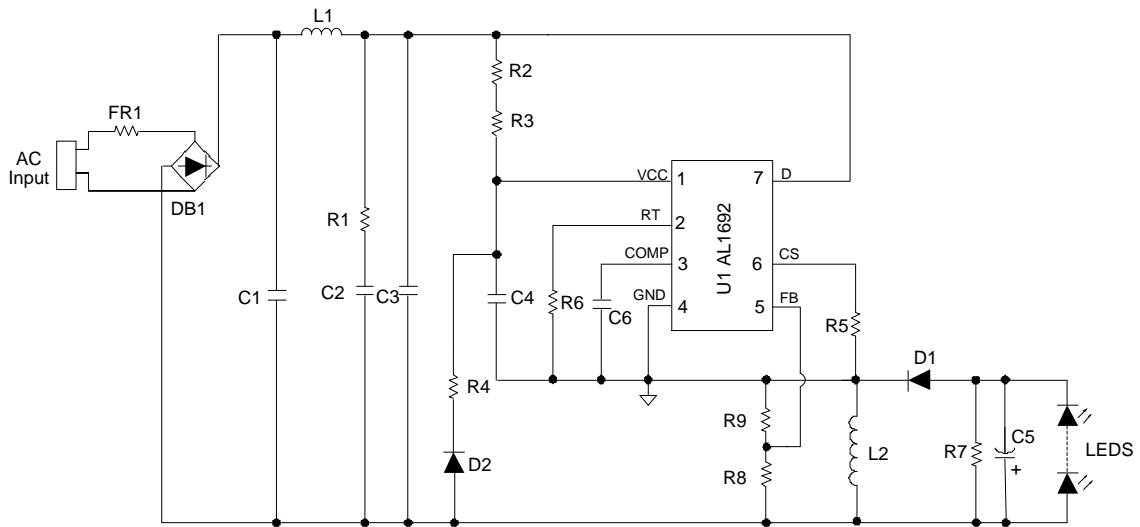 L1
R2
FR1
R3
AC
Input
DB1
VCC
1
7
D
RT
2
R1
U1 AL1692
COMP
3
6
CS
C1
C2
C3
C4
R6
C6
GND
4
5
FB
R5
R4
D1
R9
L2
R7
C5
+
LEDS
D2
R8